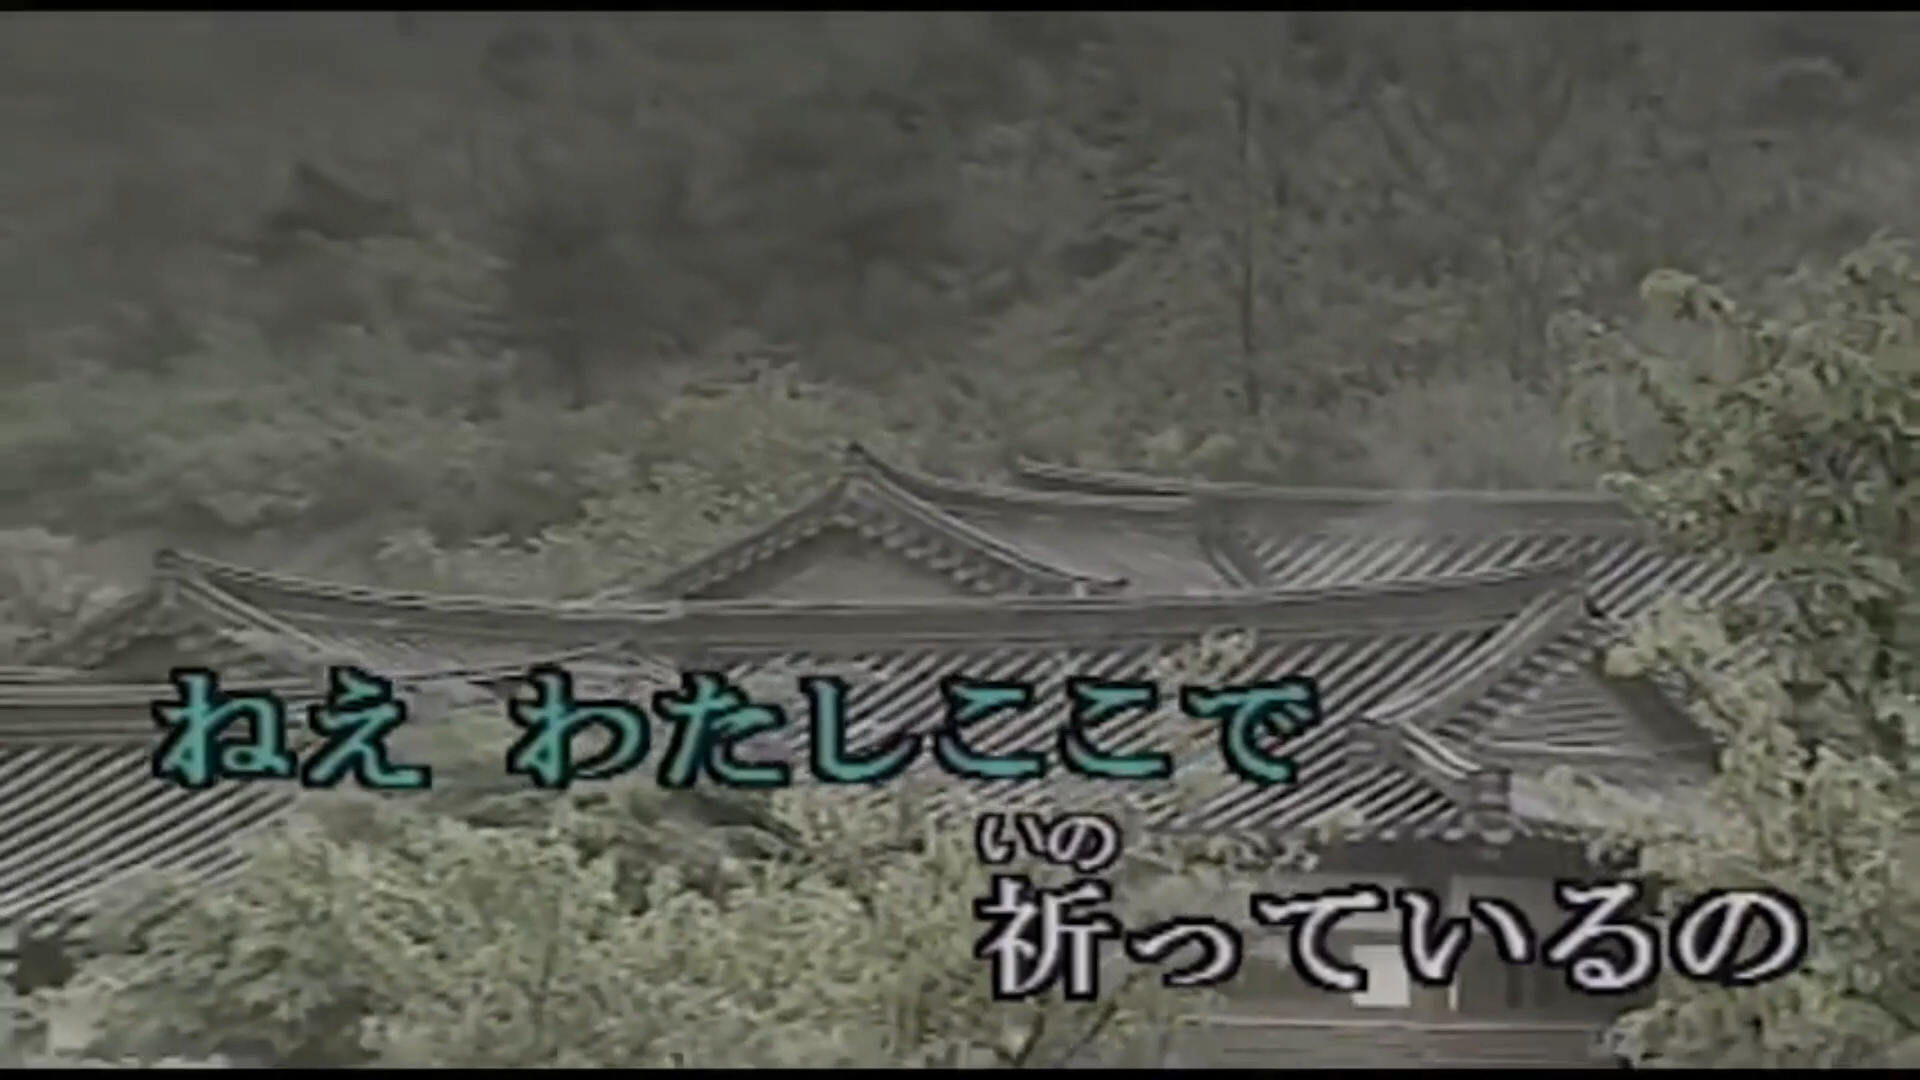 ねえ わたしここで
いの
祈っているの